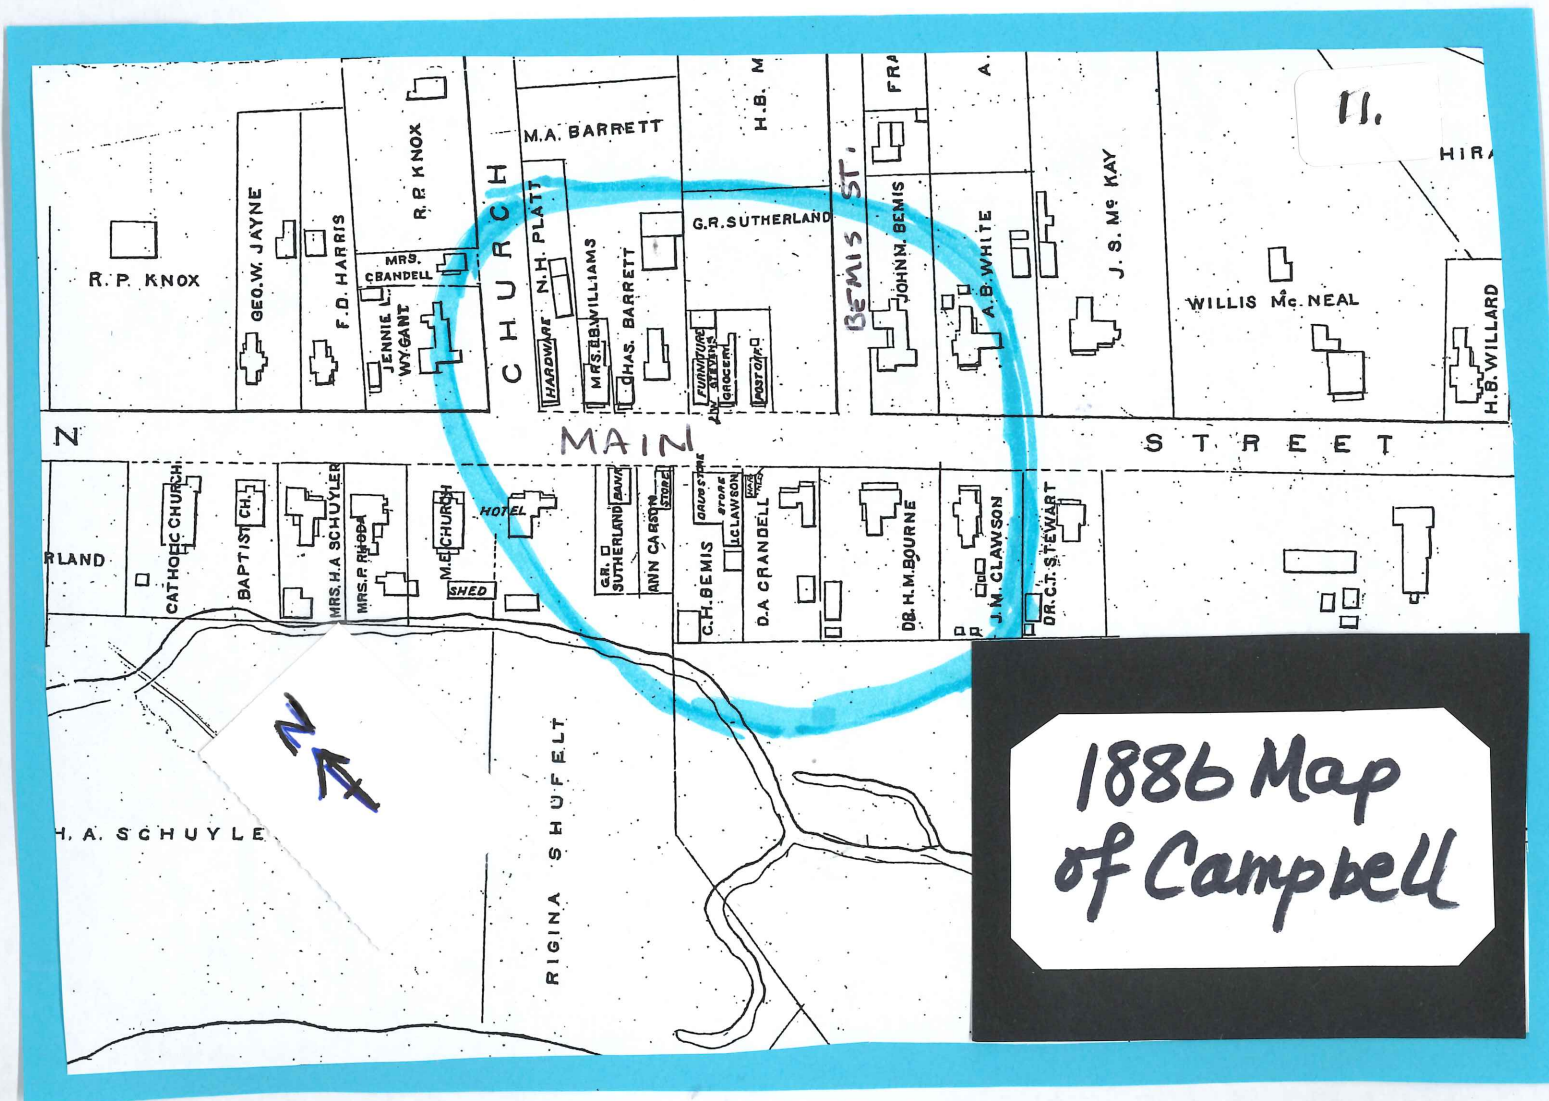 11.
H.B. M
FRA
A.
M.A. BARRETT
R.P. KNOX
HIRA
CHURCH
BEMIS ST.
J. S. Mc KAY
GEO.W. JAYNE
F.D. HARRIS
N.H. PLATT
G.R. SUTHERLAND
JOHN M. BEMIS
A.B. WHITE
R. P. KNOX
MRS.
CRANDELL
JENNIE
WYGANT
MRS.B.B.WILLIAMS
CHAS. BARRETT
WILLIS Mc. NEAL
H.B. WILLARD
HARDWARE
FURNITURE
STEVENS
GROCERY
POST OFF.
N
MAIN
STREET
RLAND
CATHOLIC CHURCH
BAPTIST CH.
MRS. H.A SCHUYLER
MRS. P. RHODA
M.E. CHURCH
HOTEL
SHED
G.R.
SUTHERLAND
BANK
ANN CARSON
STORE
DRUG STORE
C.H. BEMIS
STORE
J.CLAWSON
D.A CRANDELL
DR. H.M. BOURNE
J.M. CLAWSON
DR. C.T. STEWART
N
H. A. SCHUYLE
RIGINA SHUFELT
1886 Map
of Campbell